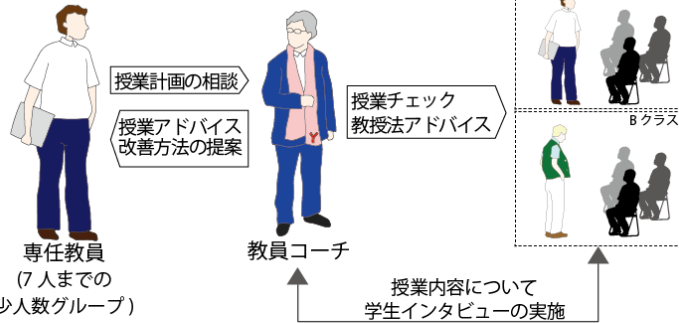 授業計画の相談
授業アドバイス
改善方法の提案
授業チェック
教授法アドバイス
Bクラス
専任教員
(7人までの
少人数グループ)
教員コーチ
Y
授業内容について
学生インタビューの実施